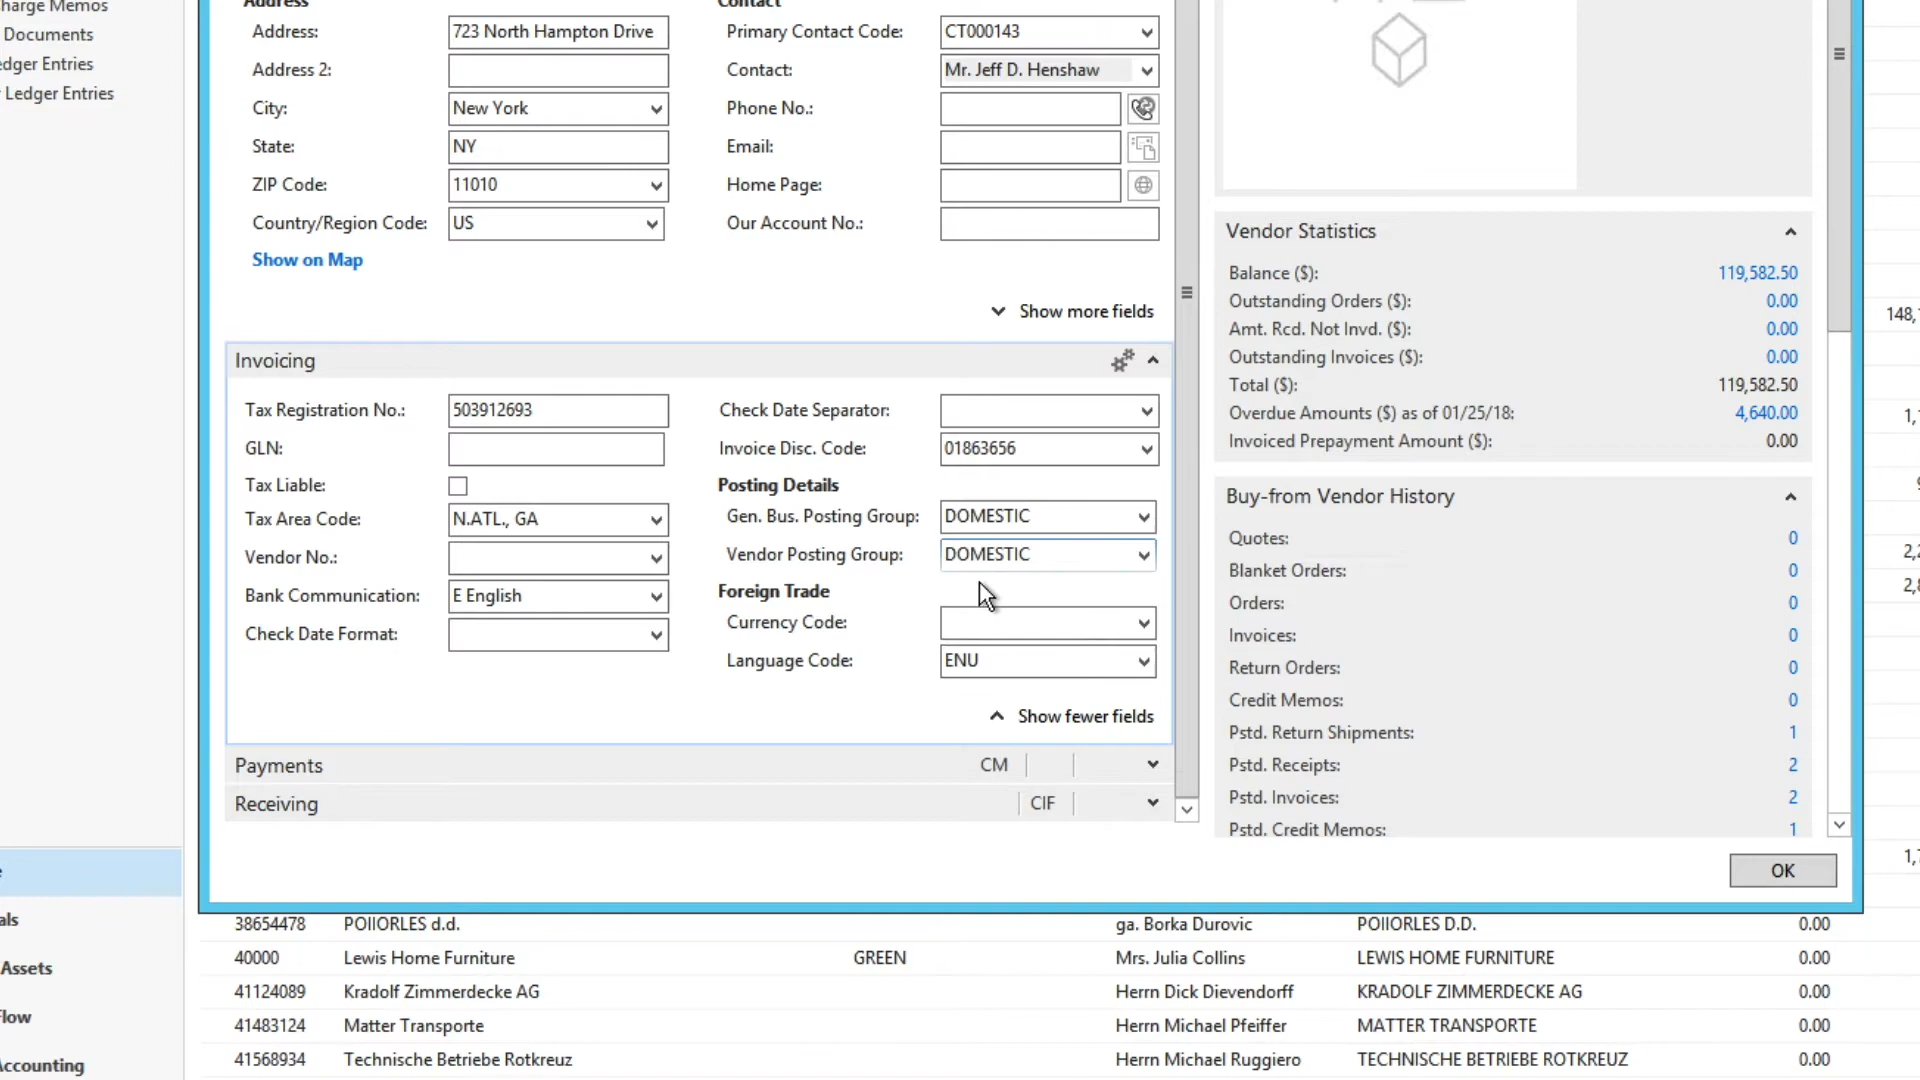 harge Memos
Documents
edger Entries
Ledger Entries
Address
Address: 723 North Hampton Drive
Address 2:
City: New York
State: NY
ZIP Code: 11010
Country/Region Code: US
Show on Map
Contact
Primary Contact Code: CT000143
Contact: Mr. Jeff D. Henshaw
Phone No.:
Email:
Home Page:
Our Account No.:
Show more fields
Invoicing
Tax Registration No.: 503912693
GLN:
Tax Liable:
Tax Area Code: N.ATL., GA
Vendor No.:
Bank Communication: E English
Check Date Format:
Check Date Separator:
Invoice Disc. Code: 01863656
Posting Details
Gen. Bus. Posting Group: DOMESTIC
Vendor Posting Group: DOMESTIC
Foreign Trade
Currency Code:
Language Code: ENU
Show fewer fields
Payments CM
Receiving CIF
Vendor Statistics
Balance ($): 119,582.50
Outstanding Orders ($): 0.00
Amt. Rcd. Not Invd. ($): 0.00
Outstanding Invoices ($): 0.00
Total ($): 119,582.50
Overdue Amounts ($) as of 01/25/18: 4,640.00
Invoiced Prepayment Amount ($): 0.00
Buy-from Vendor History
Quotes: 0
Blanket Orders: 0
Orders: 0
Invoices: 0
Return Orders: 0
Credit Memos: 0
Pstd. Return Shipments: 1
Pstd. Receipts: 2
Pstd. Invoices: 2
Pstd. Credit Memos: 1
OK
148,
1,
2,
2,
1,
als
Assets
Flow
Accounting
38654478 POIIORLES d.d. ga. Borka Durovic POIIORLES D.D. 0.00
40000 Lewis Home Furniture GREEN Mrs. Julia Collins LEWIS HOME FURNITURE 0.00
41124089 Kradolf Zimmerdecke AG Herrn Dick Dievendorff KRADOLF ZIMMERDECKE AG 0.00
41483124 Matter Transporte Herrn Michael Pfeiffer MATTER TRANSPORTE 0.00
41568934 Technische Betriebe Rotkreuz Herrn Michael Ruggiero TECHNISCHE BETRIEBE ROTKREUZ 0.00